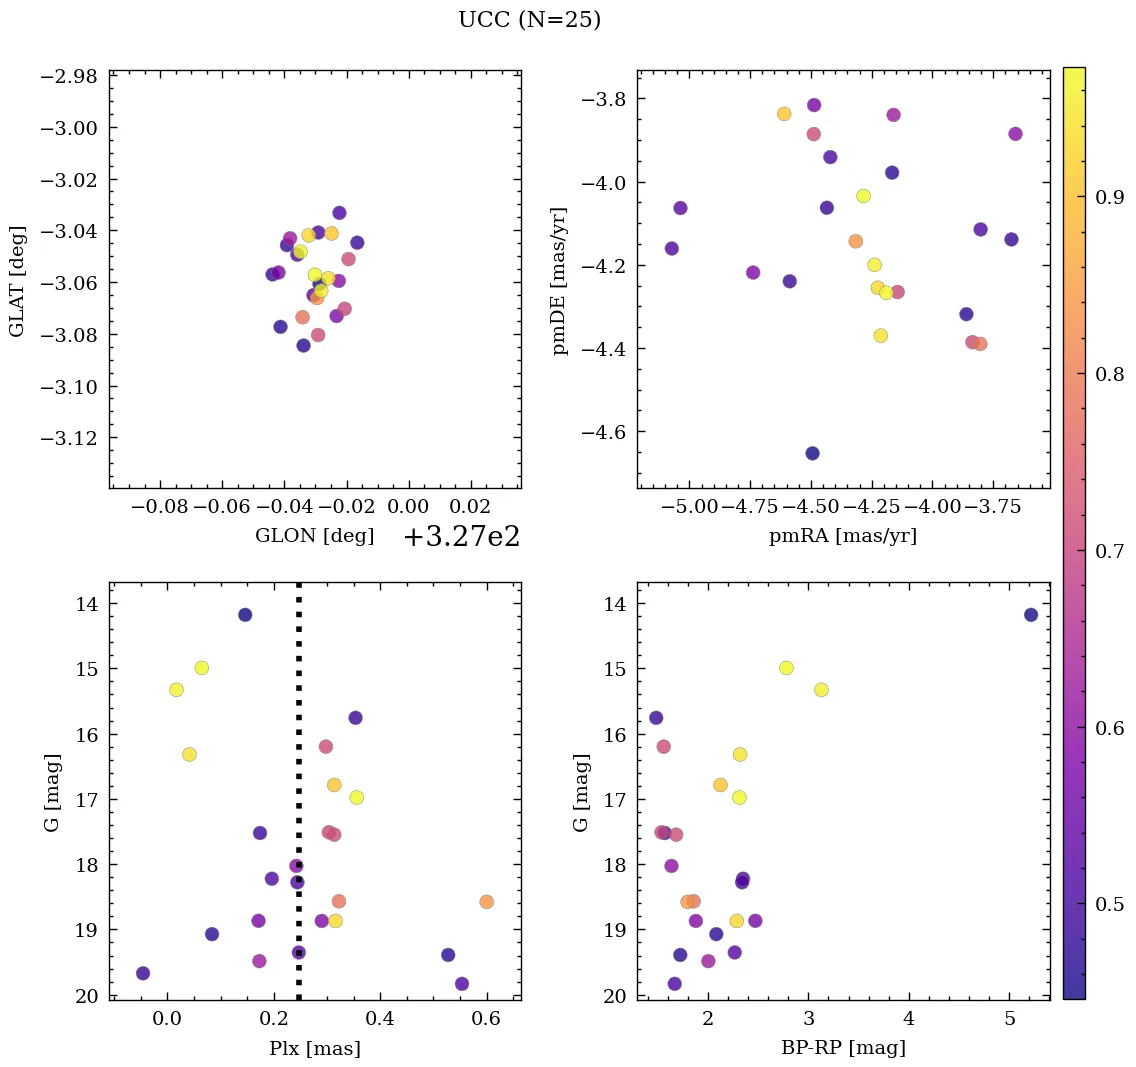 UCC (N=25)
−2.98
−3.00
−3.02
−3.04
−3.06
−3.08
−3.10
−3.12
GLAT [deg]
−0.08 −0.06 −0.04 −0.02 0.00 0.02
GLON [deg]
+3.27e2
−3.8
−4.0
−4.2
−4.4
−4.6
pmDE [mas/yr]
−5.00 −4.75 −4.50 −4.25 −4.00 −3.75
pmRA [mas/yr]
0.9
0.8
0.7
0.6
0.5
14
15
16
17
18
19
20
G [mag]
0.0 0.2 0.4 0.6
Plx [mas]
14
15
16
17
18
19
20
G [mag]
2 3 4 5
BP-RP [mag]